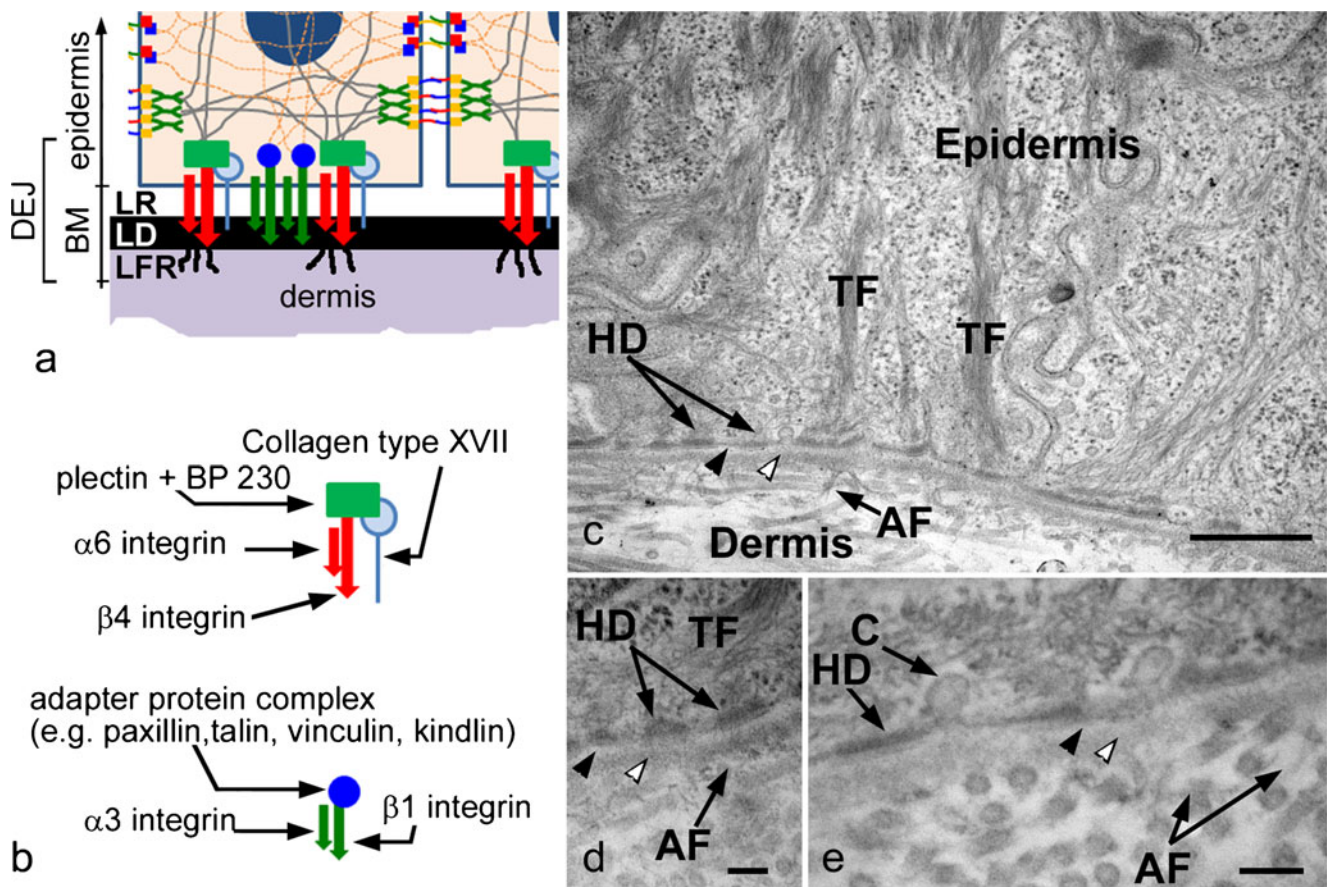 epidermis
DEJ
BM
LR
LD
LFR
dermis
a
Collagen type XVII
plectin + BP 230
α6 integrin
β4 integrin
adapter protein complex
(e.g. paxillin,talin, vinculin, kindlin)
α3 integrin
β1 integrin
b
Epidermis
TF
TF
HD
AF
Dermis
c
HD
TF
AF
d
C
HD
AF
e